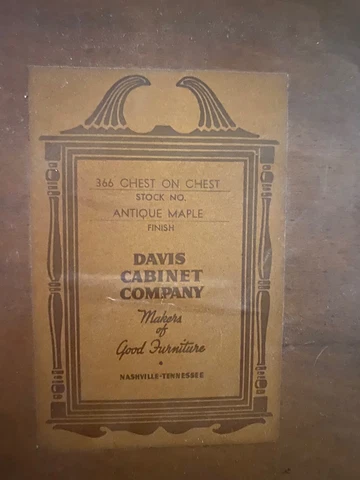 366 CHEST ON CHEST
STOCK NO.
ANTIQUE MAPLE
FINISH
DAVIS
CABINET
COMPANY
Makers
of
Good Furniture
NASHVILLE-TENNESSEE